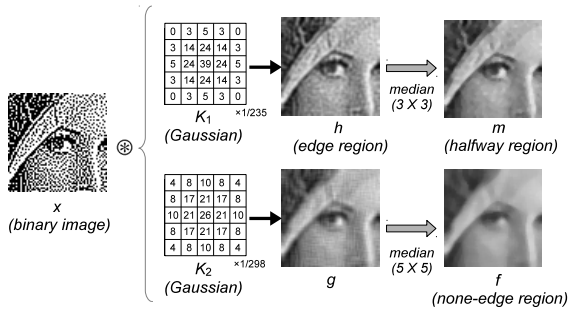 0 3 5 3 0
3 14 24 14 3
5 24 39 24 5
3 14 24 14 3
0 3 5 3 0
K1
×1/235
(Gaussian)
h
(edge region)
median
(3 X 3)
m
(halfway region)
x
(binary image)
4 8 10 8 4
8 17 21 17 8
10 21 26 21 10
8 17 21 17 8
4 8 10 8 4
K2
×1/298
(Gaussian)
g
median
(5 X 5)
f
(none-edge region)